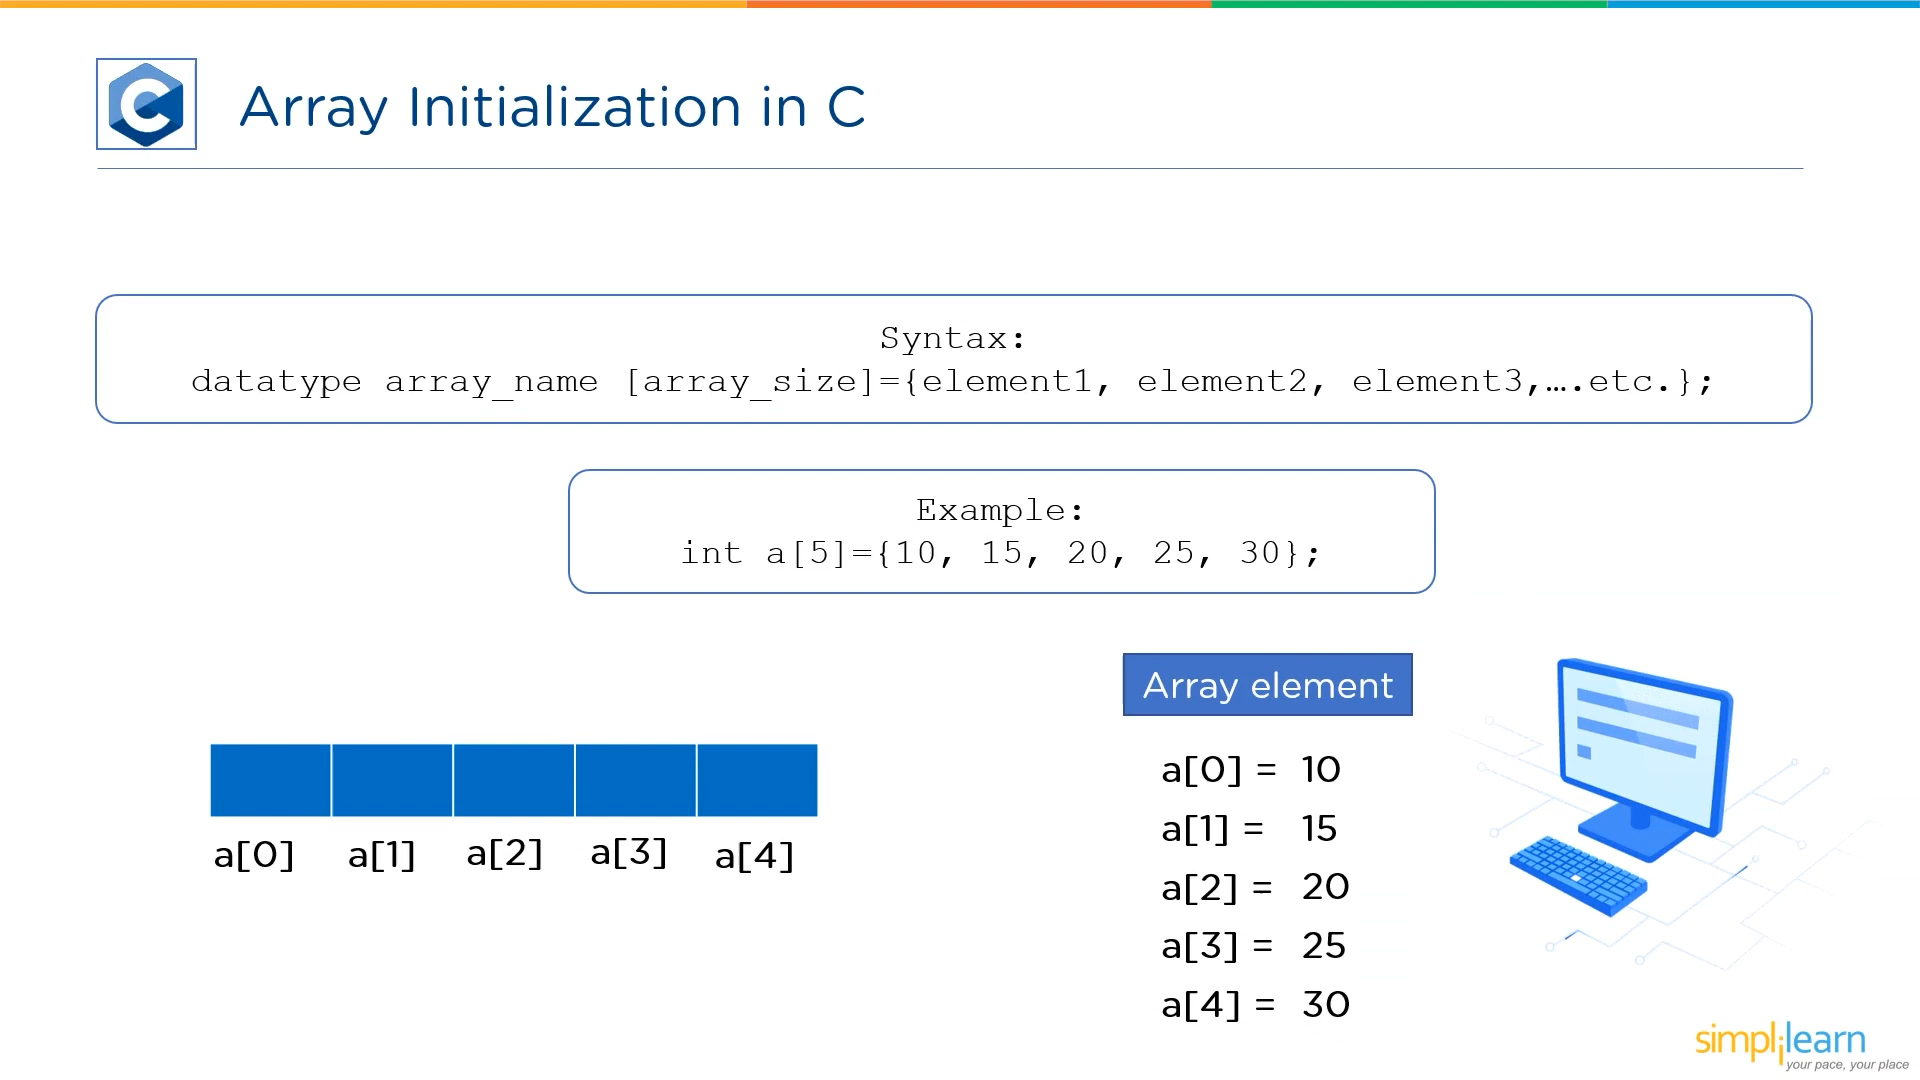 C
Array Initialization in C
Syntax:
datatype array_name [array_size]={element1, element2, element3,….etc.};
Example:
int a[5]={10, 15, 20, 25, 30};
a[0] a[1] a[2] a[3] a[4]
Array element
a[0] = 10
a[1] = 15
a[2] = 20
a[3] = 25
a[4] = 30
simplilearn
your pace, your place